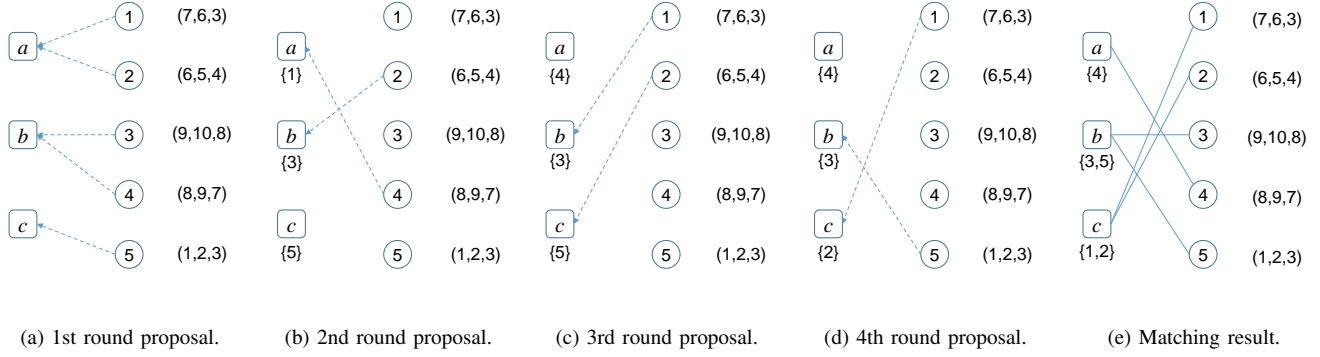 1 (7,6,3)
a
2 (6,5,4)
b 3 (9,10,8)
4 (8,9,7)
c
5 (1,2,3)
(a) 1st round proposal.
1 (7,6,3)
a
{1}
2 (6,5,4)
b 3 (9,10,8)
{3}
4 (8,9,7)
c
{5}
5 (1,2,3)
(b) 2nd round proposal.
1 (7,6,3)
a
{4}
2 (6,5,4)
b 3 (9,10,8)
{3}
4 (8,9,7)
c
{5}
5 (1,2,3)
(c) 3rd round proposal.
1 (7,6,3)
a
{4}
2 (6,5,4)
b 3 (9,10,8)
{3}
4 (8,9,7)
c
{2}
5 (1,2,3)
(d) 4th round proposal.
1 (7,6,3)
a
{4}
2 (6,5,4)
b 3 (9,10,8)
{3,5}
4 (8,9,7)
c
{1,2}
5 (1,2,3)
(e) Matching result.